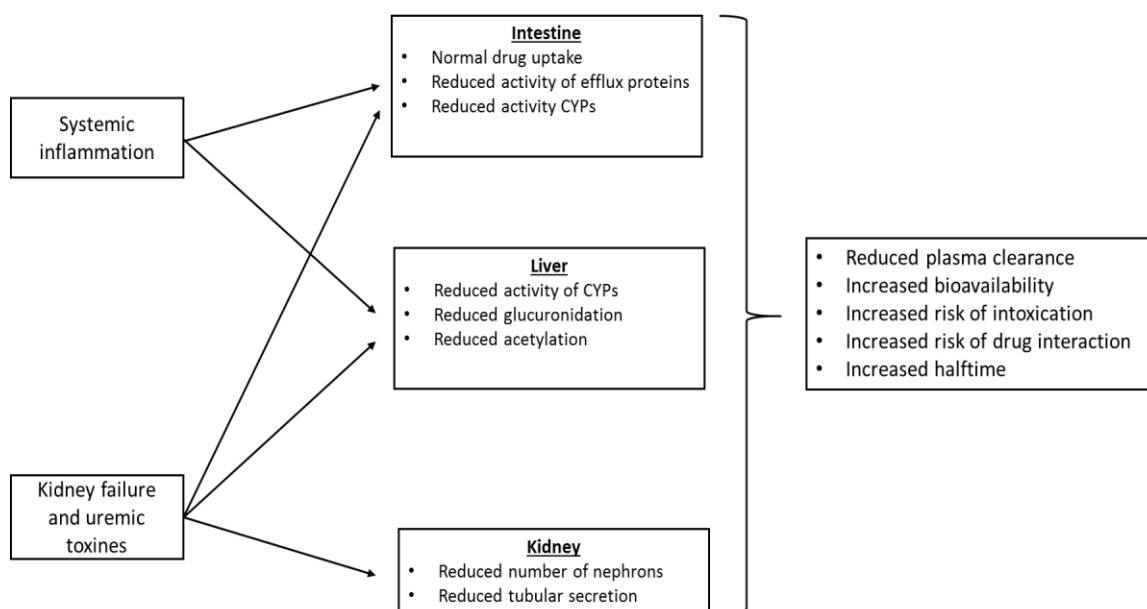 Systemic
inflammation
Kidney failure
and uremic
toxines
Intestine
• Normal drug uptake
• Reduced activity of efflux proteins
• Reduced activity CYPs
Liver
• Reduced activity of CYPs
• Reduced glucuronidation
• Reduced acetylation
Kidney
• Reduced number of nephrons
• Reduced tubular secretion
• Reduced plasma clearance
• Increased bioavailability
• Increased risk of intoxication
• Increased risk of drug interaction
• Increased halftime